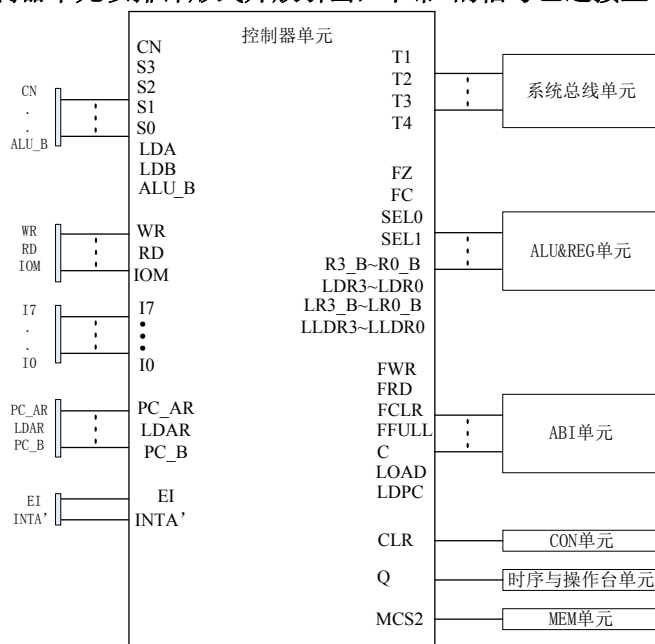 控制器单元
CN
S3
S2
S1
S0
LDA
LDB
ALU_B
WR
RD
IOM
I7
I0
PC_AR
LDAR
PC_B
EI
INTA'
CN
.
.
ALU_B
WR
RD
IOM
I7
.
.
I0
PC_AR
LDAR
PC_B
EI
INTA'
T1
T2
T3
T4
FZ
FC
SEL0
SEL1
R3_B~R0_B
LDR3~LDR0
LR3_B~LR0_B
LLDR3~LLDR0
FWR
FRD
FCLR
FFULL
C
LOAD
LDPC
CLR
Q
MCS2
系统总线单元
ALU&REG单元
ABI单元
CON单元
时序与操作台单元
MEM单元